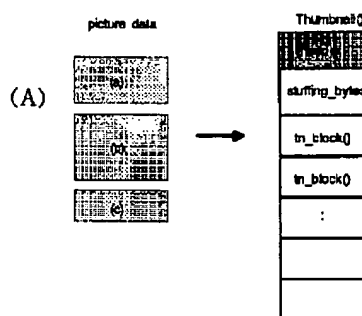 picture data
Thumbnail()
(A)
(a)
stuffing_bytes
(b)
tn_block()
tn_block()
(c)
: